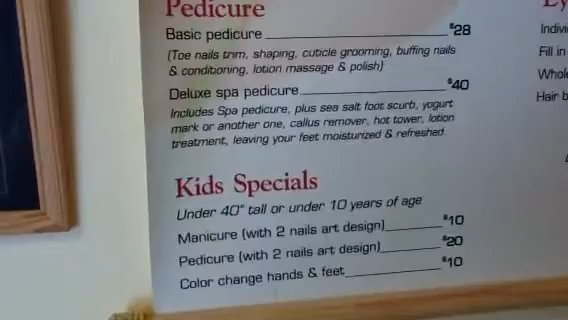 Pedicure
Basic pedicure $28
(Toe nails trim, shaping, cuticle grooming, buffing nails
& conditioning, lotion massage & polish)
Deluxe spa pedicure $40
Includes Spa pedicure, plus sea salt foot scurb, yogurt
mark or another one, callus remover, hot tower, lotion
treatment, leaving your feet moisturized & refreshed
Kids Specials
Under 40" tall or under 10 years of age
Manicure (with 2 nails art design) $10
Pedicure (with 2 nails art design) $20
Color change hands & feet $10
Ey
Indivi
Fill in
Whole
Hair b